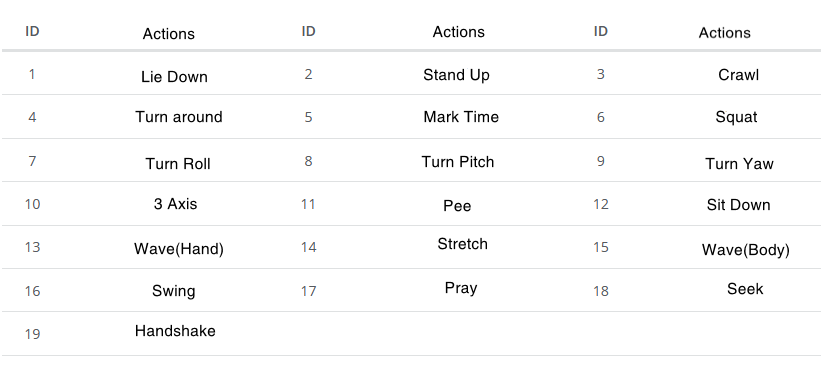 ID Actions ID Actions ID Actions
1 Lie Down 2 Stand Up 3 Crawl
4 Turn around 5 Mark Time 6 Squat
7 Turn Roll 8 Turn Pitch 9 Turn Yaw
10 3 Axis 11 Pee 12 Sit Down
13 Wave(Hand) 14 Stretch 15 Wave(Body)
16 Swing 17 Pray 18 Seek
19 Handshake